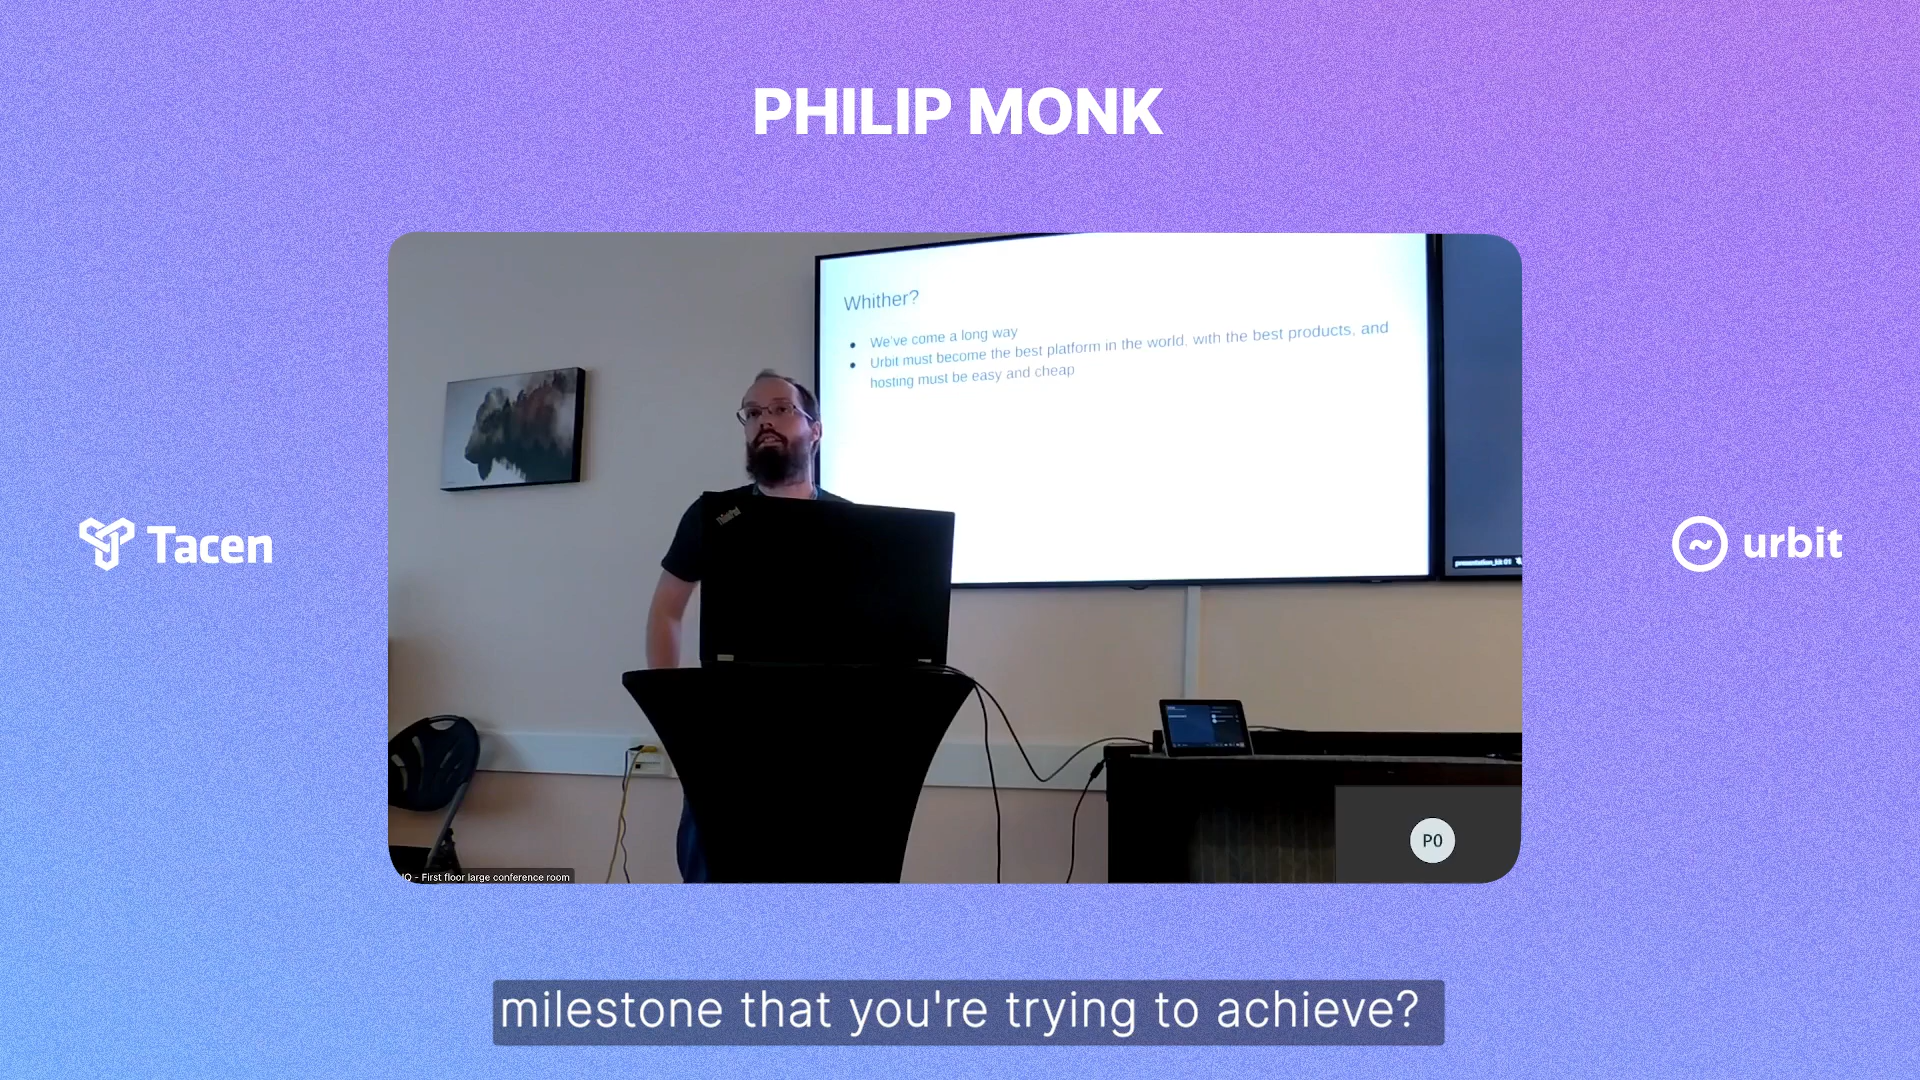 PHILIP MONK
Whither?
● We've come a long way
● Urbit must become the best platform in the world, with the best products, and
hosting must be easy and cheap
ThinkPad
Tacen
urbit
P0
- First floor large conference room
milestone that you're trying to achieve?